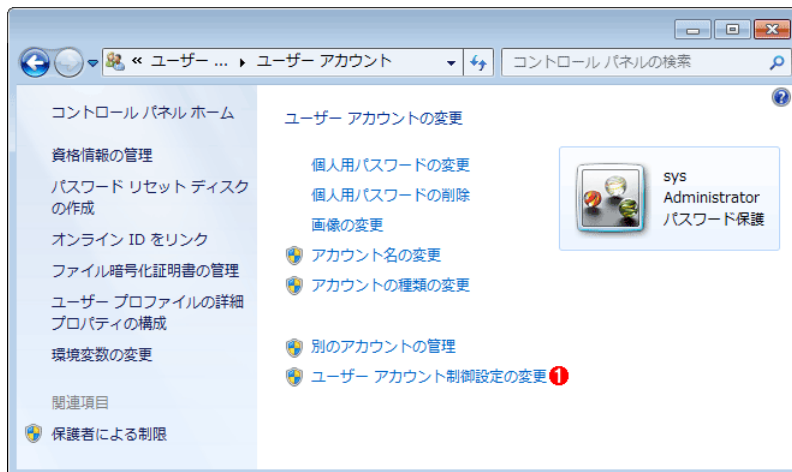 « ユーザー ... ▸ ユーザー アカウント
コントロール パネルの検索
コントロール パネル ホーム
資格情報の管理
パスワード リセット ディスク
の作成
オンライン ID をリンク
ファイル暗号化証明書の管理
ユーザー プロファイルの詳細
プロパティの構成
環境変数の変更
関連項目
保護者による制限
ユーザー アカウントの変更
個人用パスワードの変更
個人用パスワードの削除
画像の変更
アカウント名の変更
アカウントの種類の変更
別のアカウントの管理
ユーザー アカウント制御設定の変更 1
sys
Administrator
パスワード保護